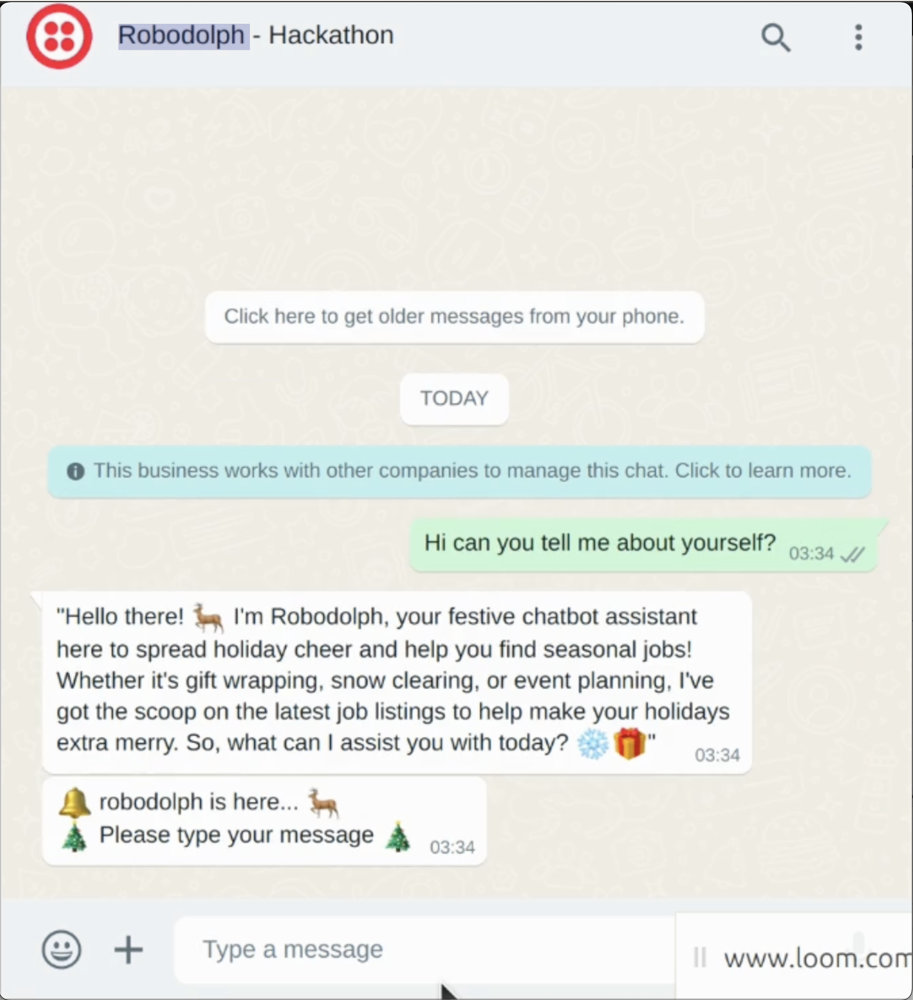 Robodolph - Hackathon
Click here to get older messages from your phone.
TODAY
This business works with other companies to manage this chat. Click to learn more.
Hi can you tell me about yourself? 03:34
"Hello there! 🦌 I'm Robodolph, your festive chatbot assistant
here to spread holiday cheer and help you find seasonal jobs!
Whether it's gift wrapping, snow clearing, or event planning, I've
got the scoop on the latest job listings to help make your holidays
extra merry. So, what can I assist you with today? ❄️🎁"
03:34
🔔 robodolph is here... 🦌
🎄 Please type your message 🎄 03:34
Type a message
www.loom.com